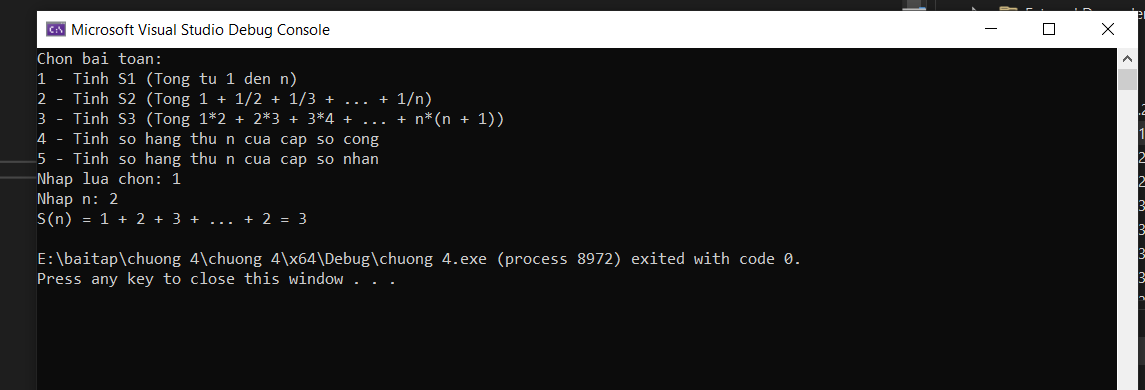 Microsoft Visual Studio Debug Console
Chon bai toan:
1 - Tinh S1 (Tong tu 1 den n)
2 - Tinh S2 (Tong 1 + 1/2 + 1/3 + ... + 1/n)
3 - Tinh S3 (Tong 1*2 + 2*3 + 3*4 + ... + n*(n + 1))
4 - Tinh so hang thu n cua cap so cong
5 - Tinh so hang thu n cua cap so nhan
Nhap lua chon: 1
Nhap n: 2
S(n) = 1 + 2 + 3 + ... + 2 = 3
E:\baitap\chuong 4\chuong 4\x64\Debug\chuong 4.exe (process 8972) exited with code 0.
Press any key to close this window . . .